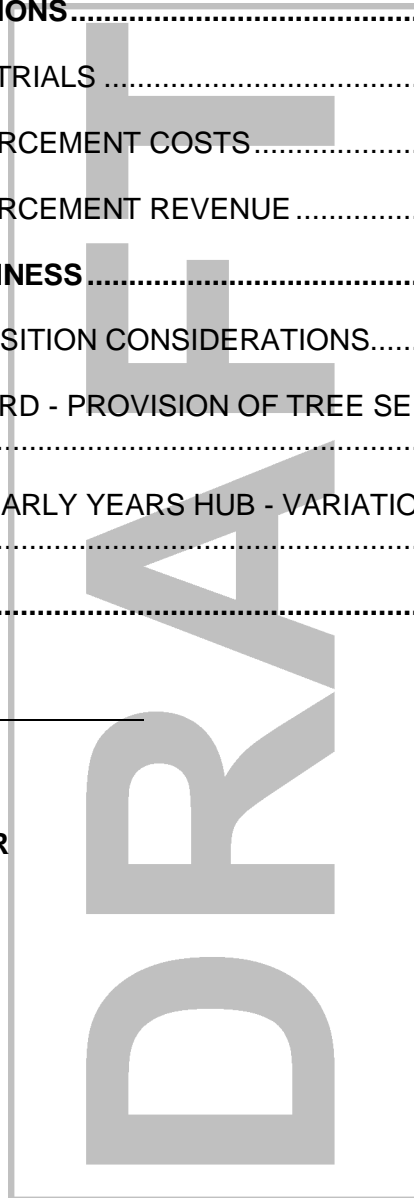 IONS..............................................
TRIALS ........................................
RCEMENT COSTS......................
RCEMENT REVENUE.................
INESS............................................
SITION CONSIDERATIONS.....
RD - PROVISION OF TREE SE
.....................................................
ARLY YEARS HUB - VARIATIO
.....................................................
.....................................................
R
DRAFT